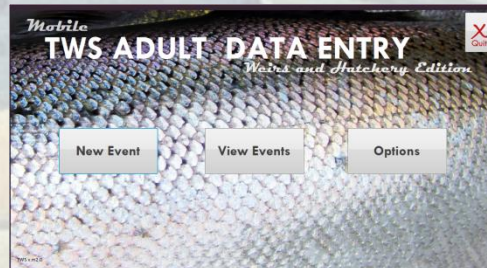 Mobile
TWS ADULT DATA ENTRY
Weirs and Hatchery Edition
X
Quit
New Event
View Events
Options